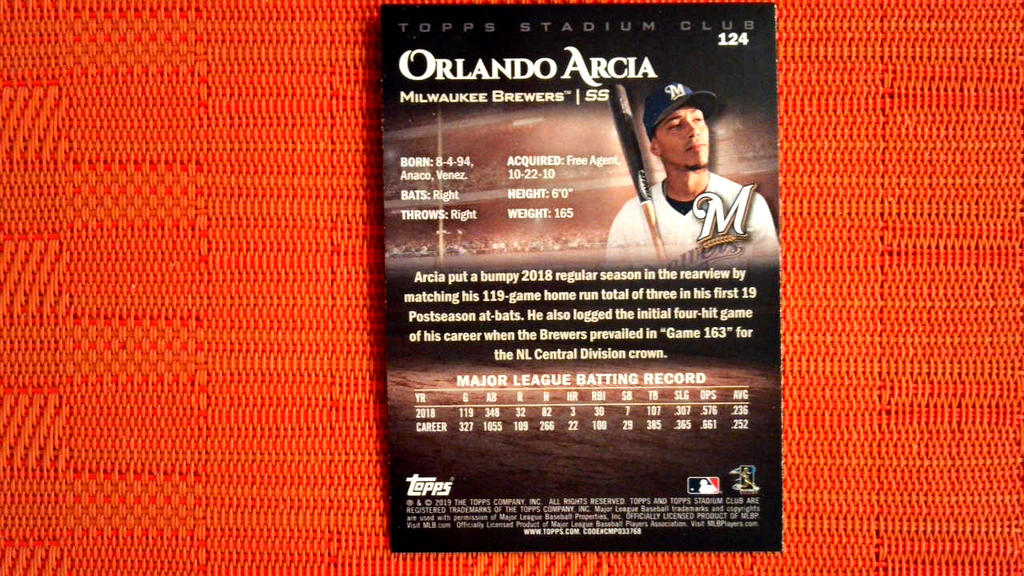 TOPPS STADIUM CLUB
124
ORLANDO ARCIA
MILWAUKEE BREWERS™ | SS
BORN: 8-4-94, ACQUIRED: Free Agent,
Anaco, Venez. 10-22-10
BATS: Right HEIGHT: 6'0"
THROWS: Right WEIGHT: 165
M
M
Arcia put a bumpy 2018 regular season in the rearview by
matching his 119-game home run total of three in his first 19
Postseason at-bats. He also logged the initial four-hit game
of his career when the Brewers prevailed in "Game 163" for
the NL Central Division crown.
MAJOR LEAGUE BATTING RECORD
YR G AB R H HR RBI SB TB SLG OPS AVG
2018 119 348 32 82 3 30 7 107 .307 .576 .236
CAREER 327 1055 109 266 22 100 29 385 .365 .661 .252
Topps®
® & © 2019 THE TOPPS COMPANY, INC. ALL RIGHTS RESERVED. TOPPS AND TOPPS STADIUM CLUB ARE
REGISTERED TRADEMARKS OF THE TOPPS COMPANY, INC. Major League Baseball trademarks and copyrights
are used with permission of Major League Baseball Properties, Inc. OFFICIALLY LICENSED PRODUCT OF MLBP.
Visit MLB.com Officially Licensed Product of Major League Baseball Players Association. Visit MLBPlayers.com.
WWW.TOPPS.COM. CODE#CMP033768